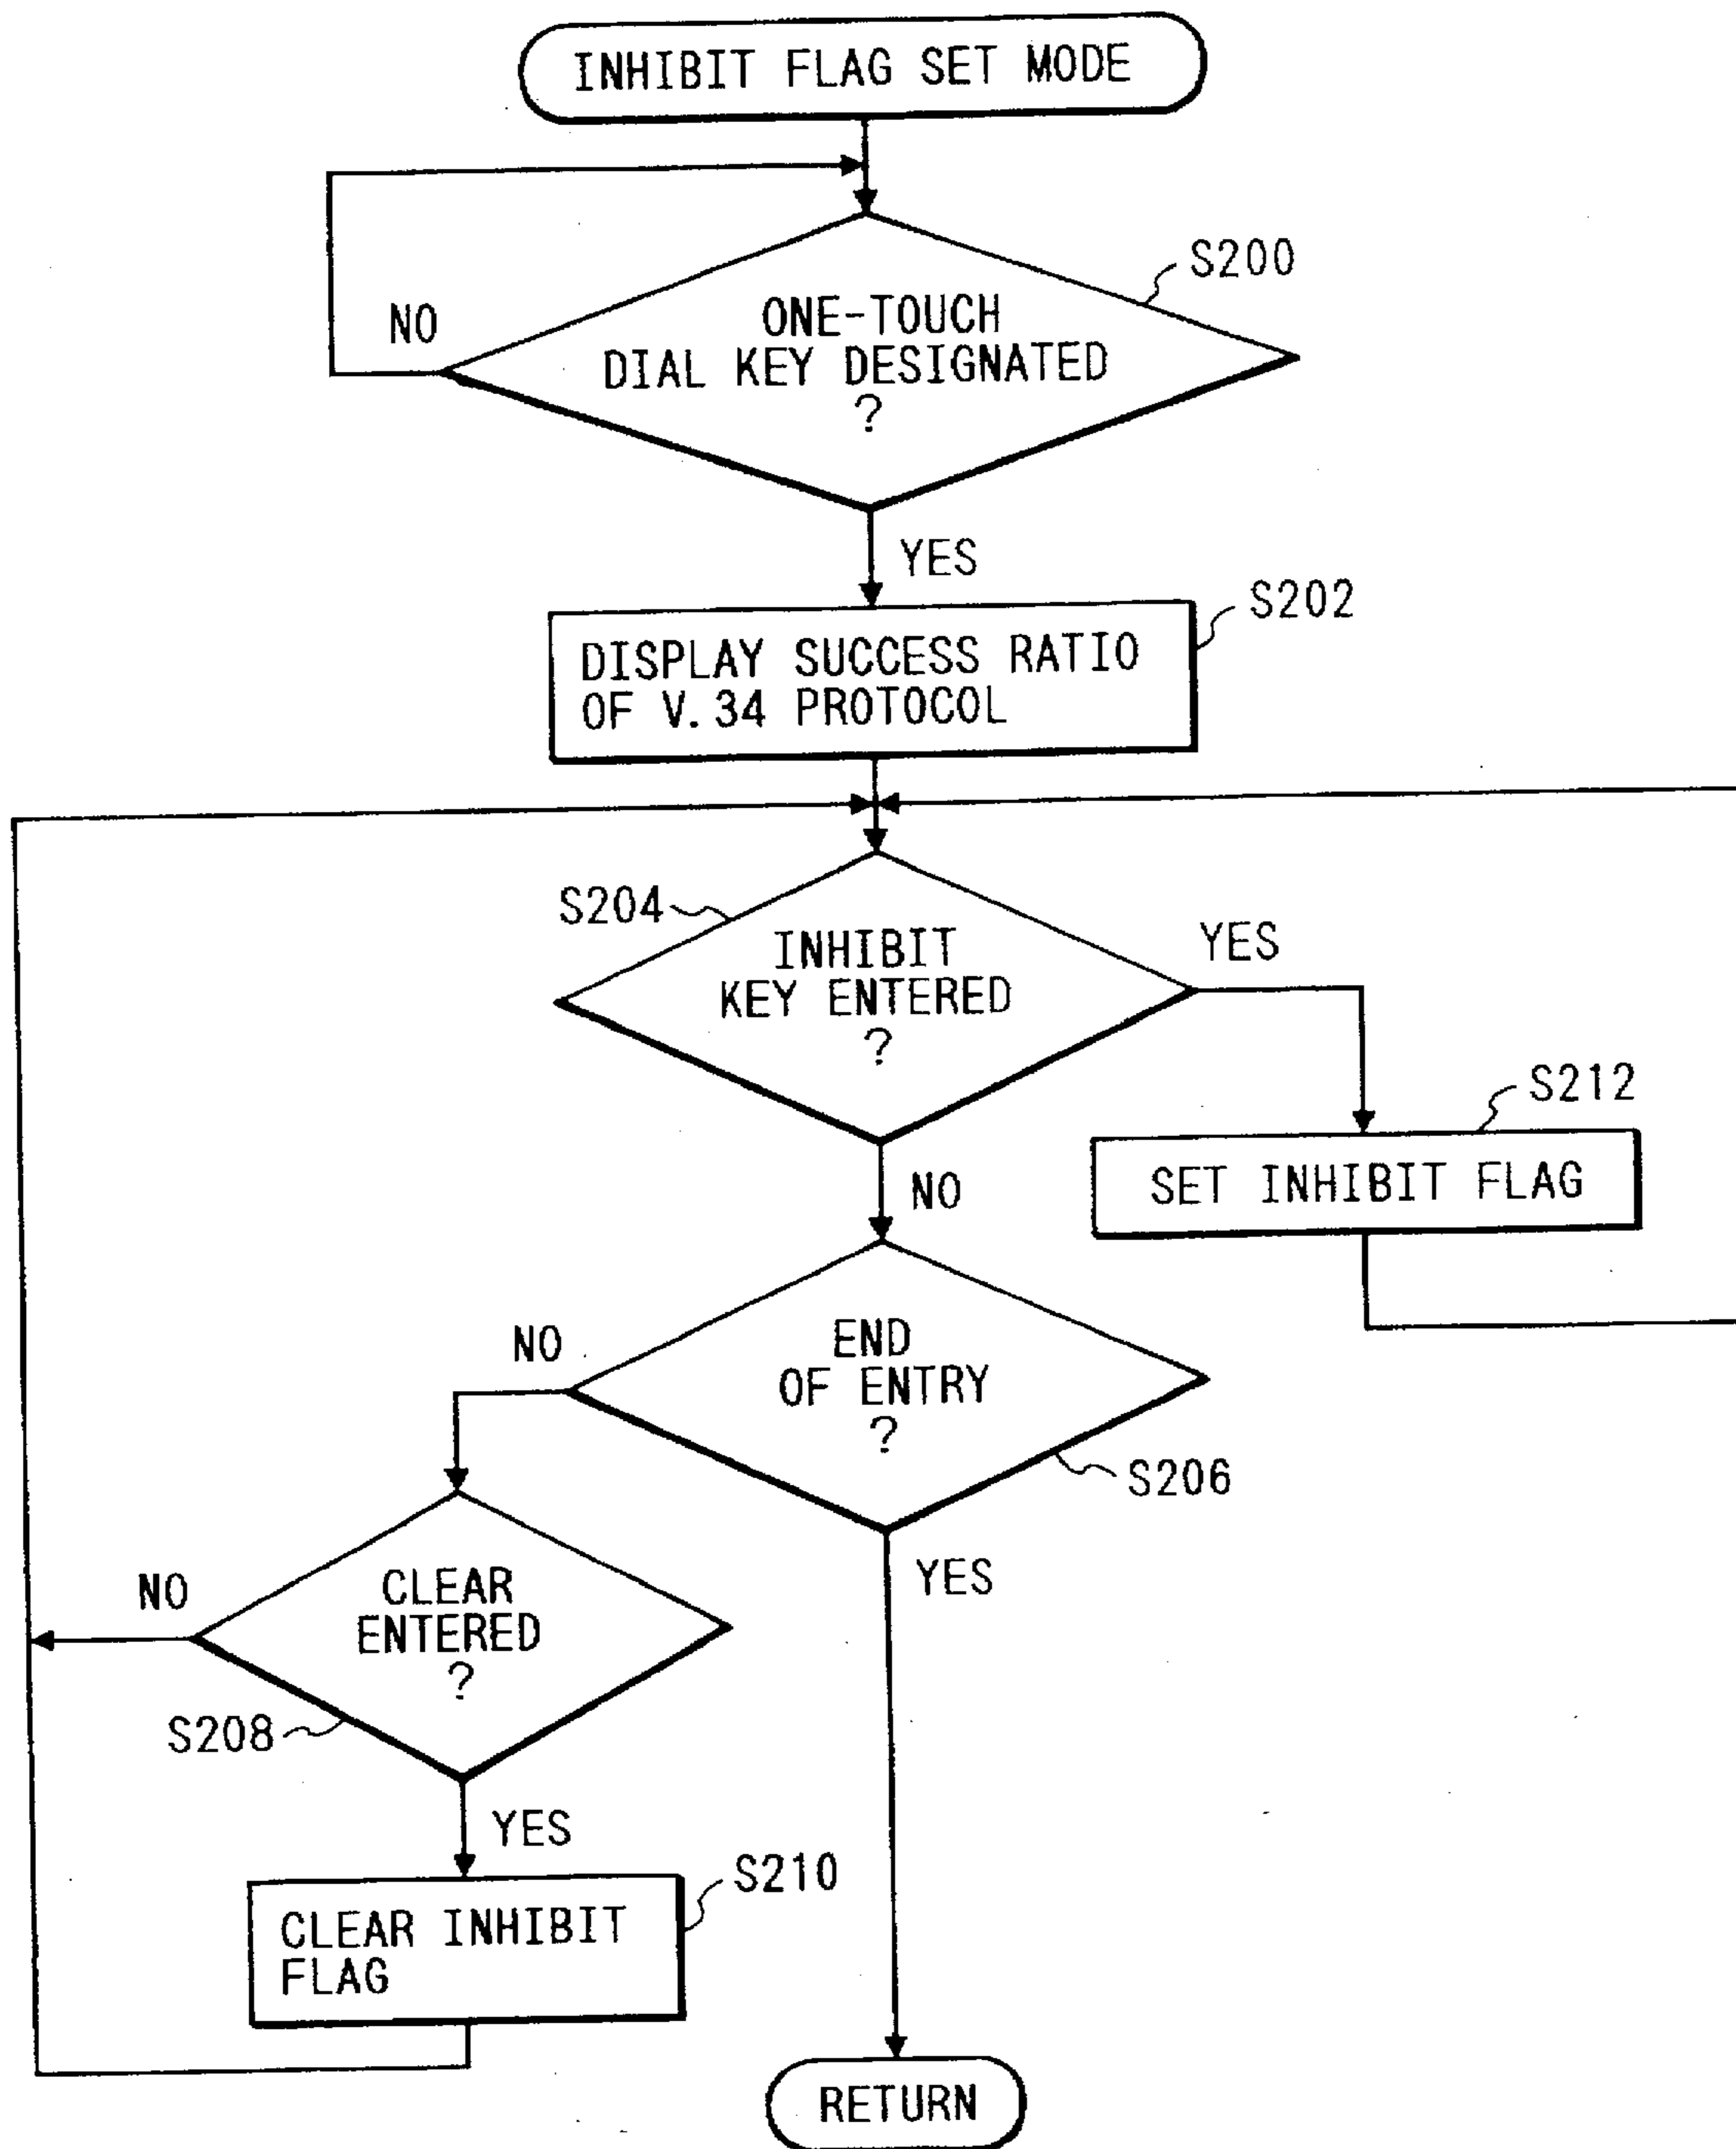 INHIBIT FLAG SET MODE
S200
NO
ONE-TOUCH
DIAL KEY DESIGNATED
?
YES
S202
DISPLAY SUCCESS RATIO
OF V.34 PROTOCOL
S204
INHIBIT
KEY ENTERED
?
YES
S212
SET INHIBIT FLAG
NO
NO
END
OF ENTRY
?
S206
YES
NO
CLEAR
ENTERED
?
S208
YES
S210
CLEAR INHIBIT
FLAG
RETURN